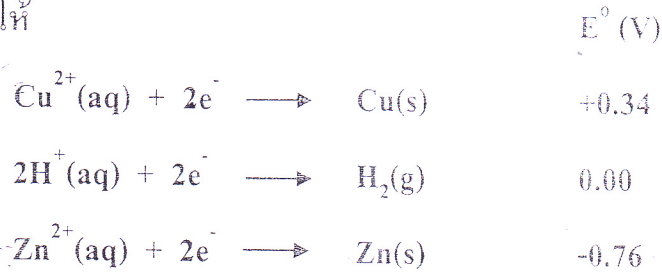 ให้
E⁰ (V)
Cu²⁺(aq) + 2e⁻ ⟶ Cu(s) +0.34
2H⁺(aq) + 2e⁻ ⟶ H₂(g) 0.00
Zn²⁺(aq) + 2e⁻ ⟶ Zn(s) -0.76